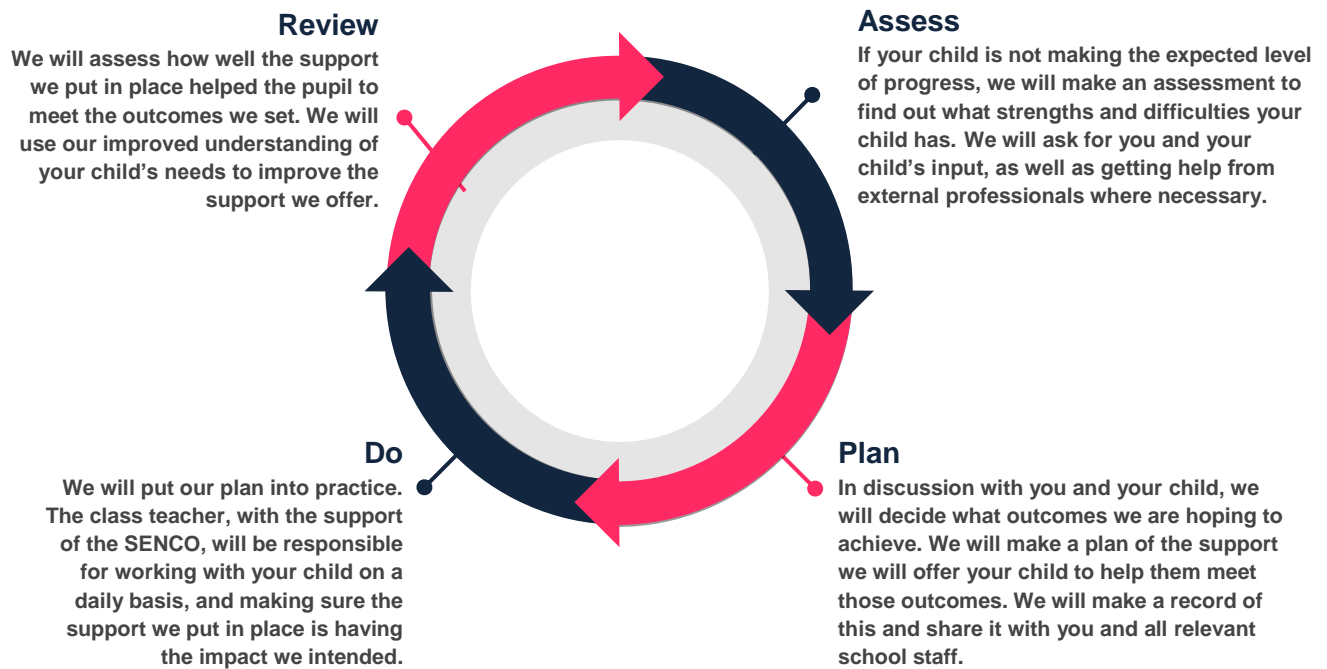 Review
We will assess how well the support
we put in place helped the pupil to
meet the outcomes we set. We will
use our improved understanding of
your child’s needs to improve the
support we offer.
Assess
If your child is not making the expected level
of progress, we will make an assessment to
find out what strengths and difficulties your
child has. We will ask for you and your
child’s input, as well as getting help from
external professionals where necessary.
Do
We will put our plan into practice.
The class teacher, with the support
of the SENCO, will be responsible
for working with your child on a
daily basis, and making sure the
support we put in place is having
the impact we intended.
Plan
In discussion with you and your child, we
will decide what outcomes we are hoping to
achieve. We will make a plan of the support
we will offer your child to help them meet
those outcomes. We will make a record of
this and share it with you and all relevant
school staff.